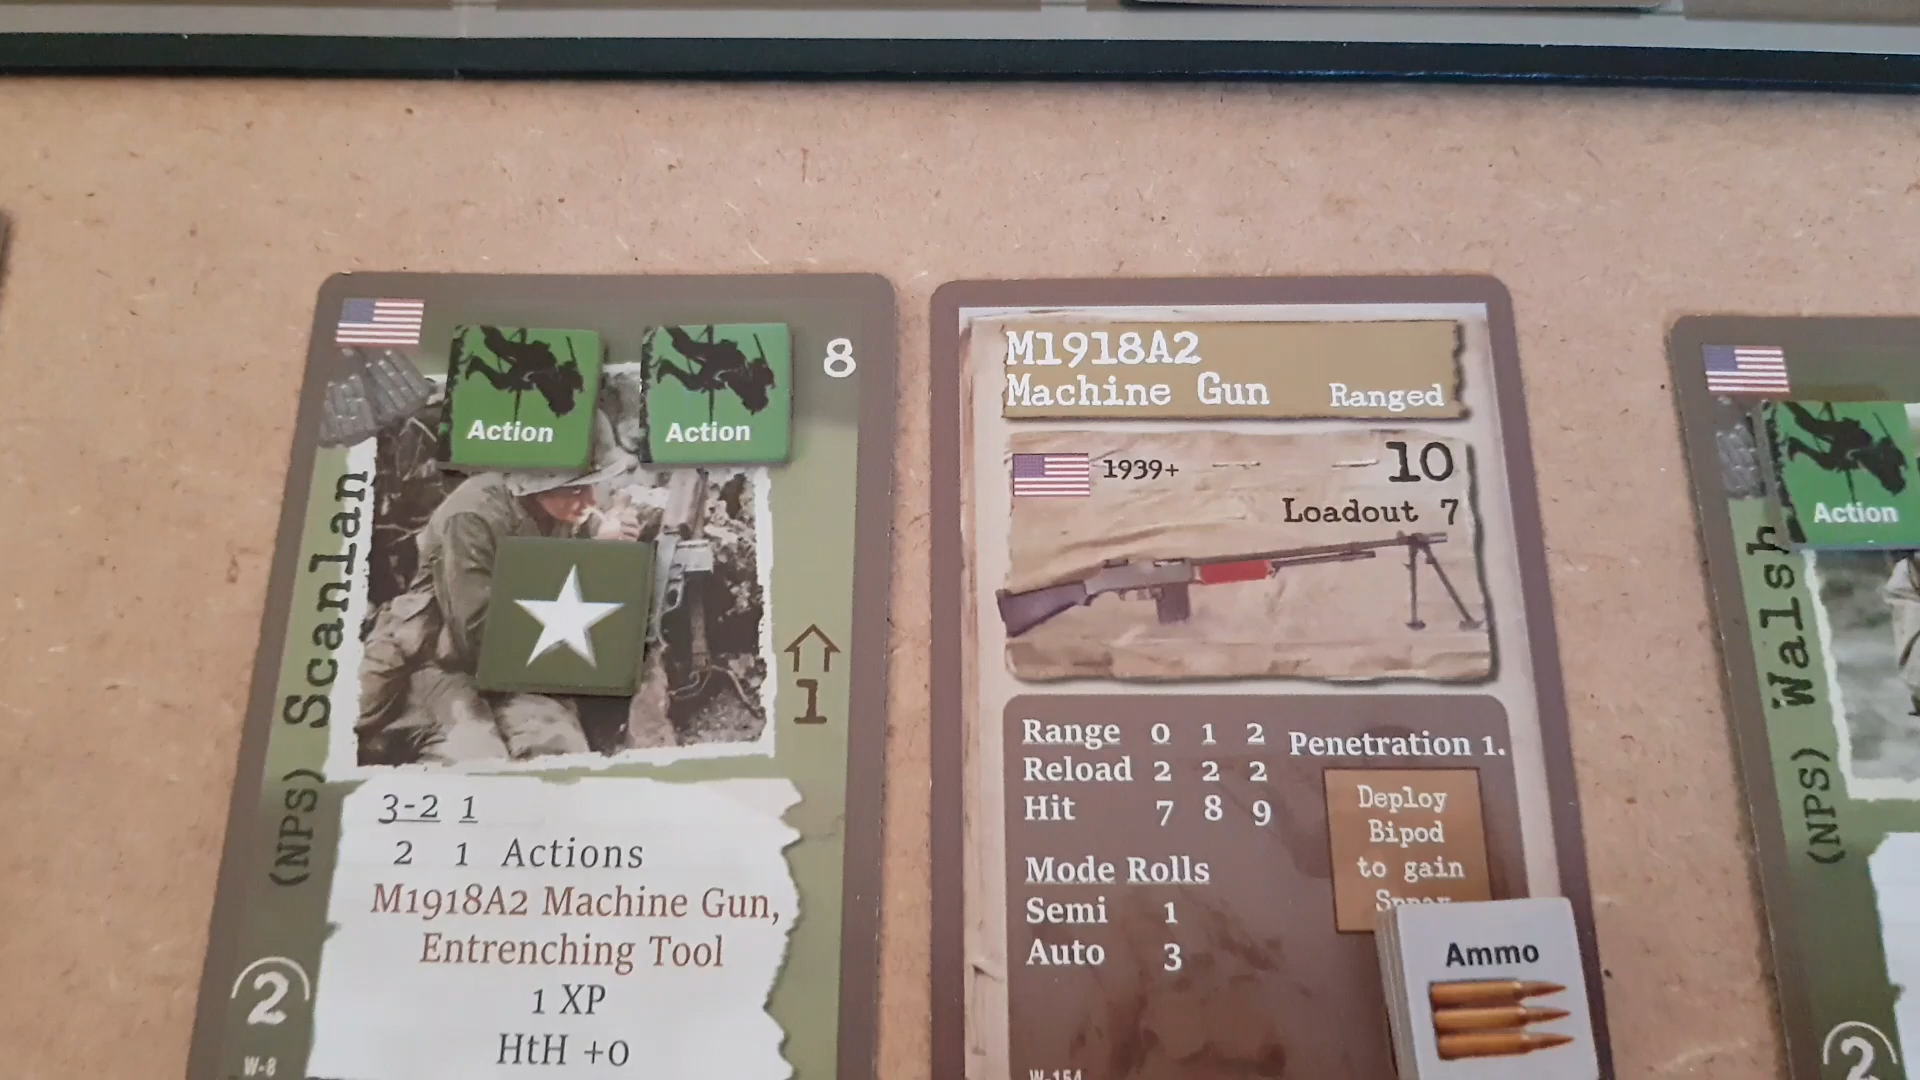 8
Action
Action
(NPS) Scanlan
1
3-2 1
2 1 Actions
M1918A2 Machine Gun,
Entrenching Tool
1 XP
HtH +0
2
W-8
M1918A2
Machine Gun Ranged
1939+ 10
Loadout 7
Range 0 1 2 Penetration 1.
Reload 2 2 2
Hit 7 8 9
Deploy
Bipod
to gain
Mode Rolls
Semi 1
Auto 3
Ammo
W-154
Action
(NPS) Walsh
2